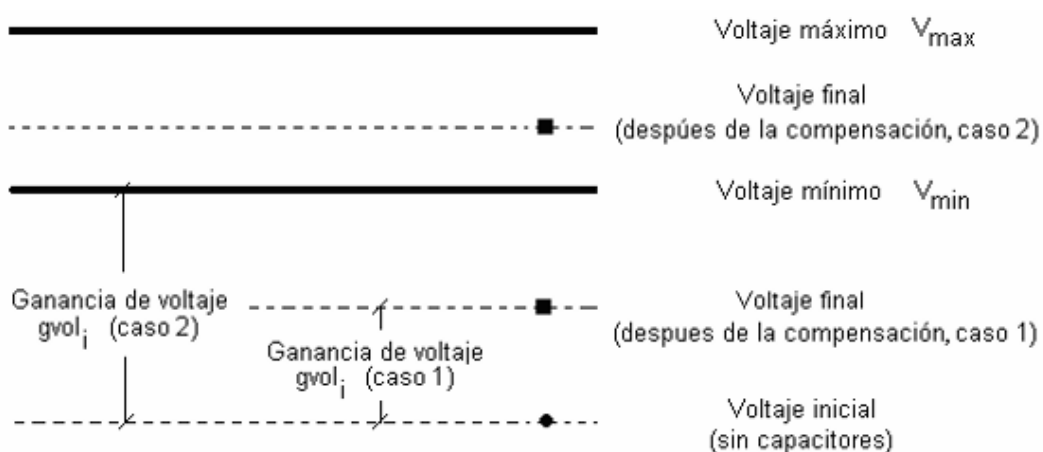 Voltaje máximo V_max
Voltaje final
(despúes de la compensación, caso 2)
Voltaje mínimo V_min
Ganancia de voltaje
gvol_i (caso 2)
Ganancia de voltaje
gvol_i (caso 1)
Voltaje final
(despues de la compensación, caso 1)
Voltaje inicial
(sin capacitores)